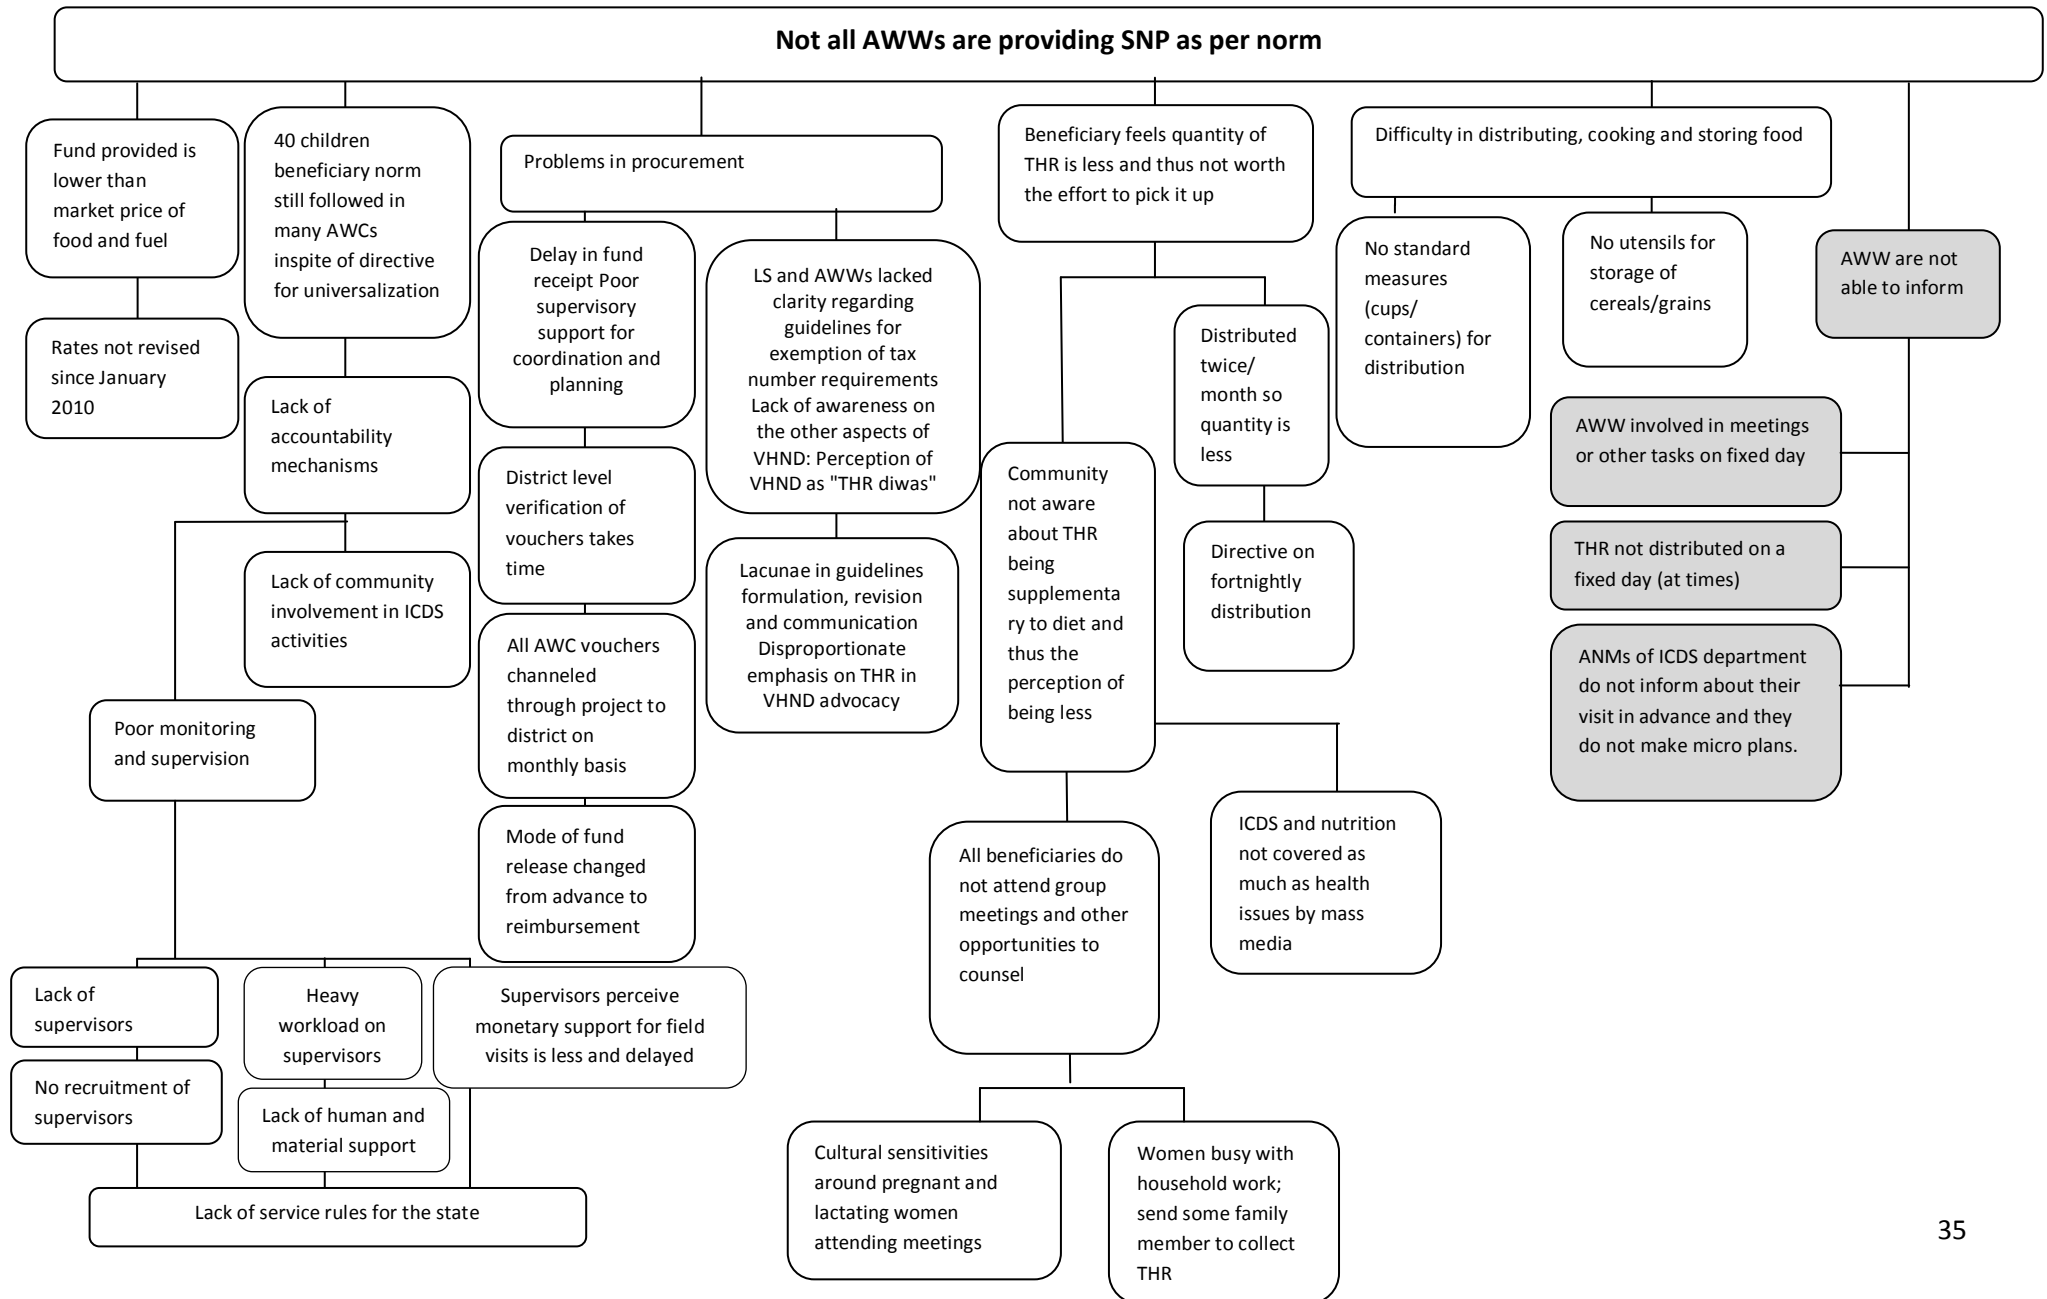 Not all AWWs are providing SNP as per norm
Fund provided is
lower than
market price of
food and fuel
Rates not revised
since January
2010
40 children
beneficiary norm
still followed in
many AWCs
inspite of directive
for universalization
Lack of
accountability
mechanisms
Lack of community
involvement in ICDS
activities
Poor monitoring
and supervision
Lack of
supervisors
No recruitment of
supervisors
Heavy
workload on
supervisors
Lack of human and
material support
Supervisors perceive
monetary support for field
visits is less and delayed
Lack of service rules for the state
Problems in procurement
Delay in fund
receipt Poor
supervisory
support for
coordination and
planning
District level
verification of
vouchers takes
time
All AWC vouchers
channeled
through project to
district on
monthly basis
Mode of fund
release changed
from advance to
reimbursement
LS and AWWs lacked
clarity regarding
guidelines for
exemption of tax
number requirements
Lack of awareness on
the other aspects of
VHND: Perception of
VHND as "THR diwas"
Lacunae in guidelines
formulation, revision
and communication
Disproportionate
emphasis on THR in
VHND advocacy
Beneficiary feels quantity of
THR is less and thus not worth
the effort to pick it up
Community
not aware
about THR
being
supplementa
ry to diet and
thus the
perception of
being less
Distributed
twice/
month so
quantity is
less
Directive on
fortnightly
distribution
All beneficiaries do
not attend group
meetings and other
opportunities to
counsel
ICDS and nutrition
not covered as
much as health
issues by mass
media
Cultural sensitivities
around pregnant and
lactating women
attending meetings
Women busy with
household work;
send some family
member to collect
THR
Difficulty in distributing, cooking and storing food
No standard
measures
(cups/
containers) for
distribution
No utensils for
storage of
cereals/grains
AWW are not
able to inform
AWW involved in meetings
or other tasks on fixed day
THR not distributed on a
fixed day (at times)
ANMs of ICDS department
do not inform about their
visit in advance and they
do not make micro plans.
35